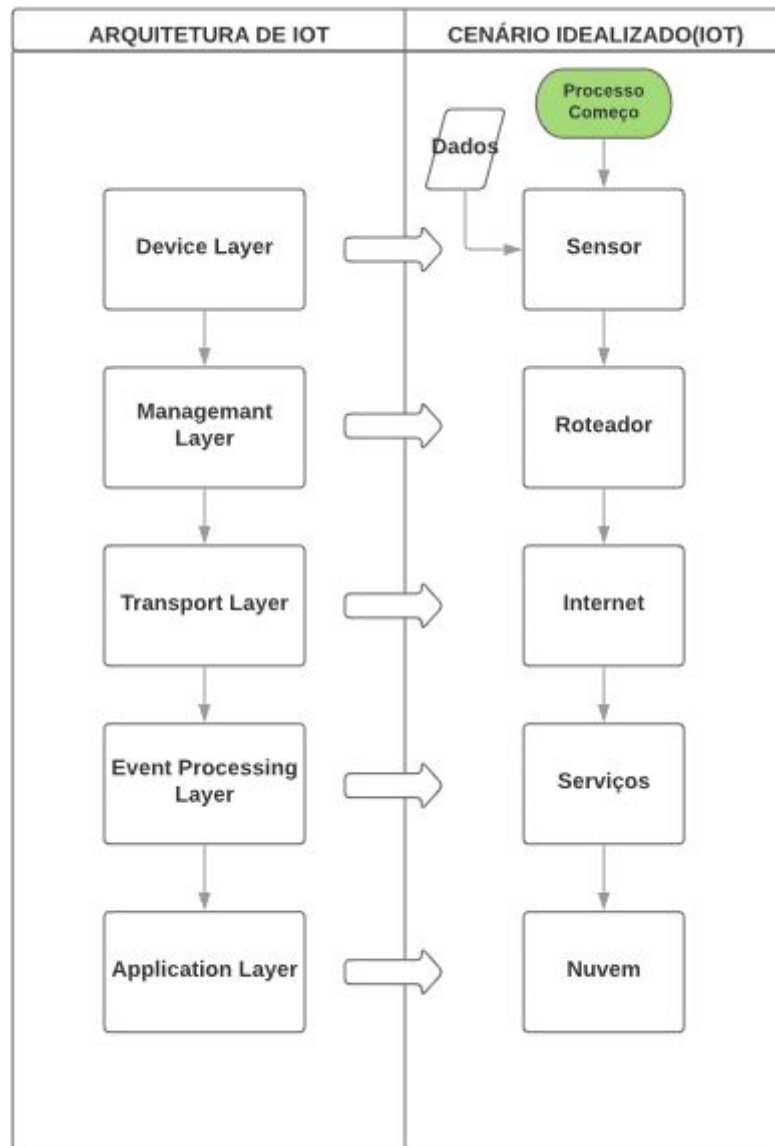 ARQUITETURA DE IOT
CENÁRIO IDEALIZADO(IOT)
Processo
Começo
Dados
Device Layer
Sensor
Managemant
Layer
Roteador
Transport Layer
Internet
Event Processing
Layer
Serviços
Application Layer
Nuvem